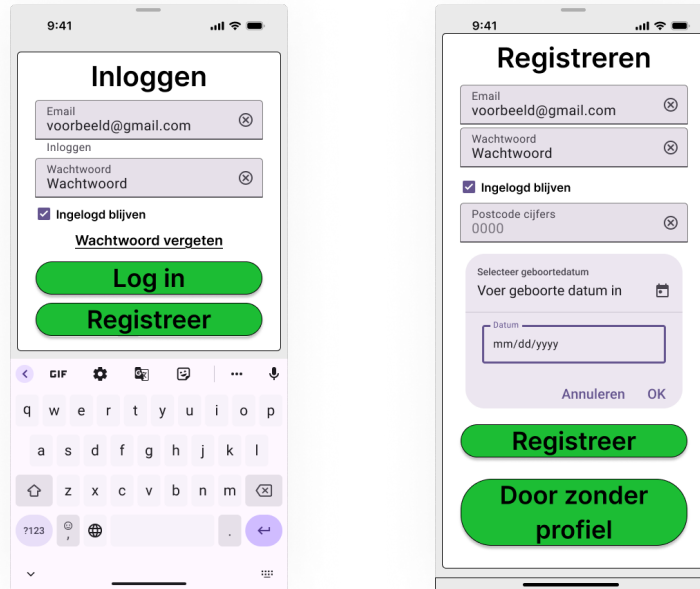 9:41
Inloggen
Email
voorbeeld@gmail.com
Inloggen
Wachtwoord
Wachtwoord
Ingelogd blijven
Wachtwoord vergeten
Log in
Registreer
GIF
q w e r t y u i o p
a s d f g h j k l
z x c v b n m
?123 , .
9:41
Registreren
Email
voorbeeld@gmail.com
Wachtwoord
Wachtwoord
Ingelogd blijven
Postcode cijfers
0000
Selecteer geboortedatum
Voer geboorte datum in
Datum
mm/dd/yyyy
Annuleren OK
Registreer
Door zonder
profiel